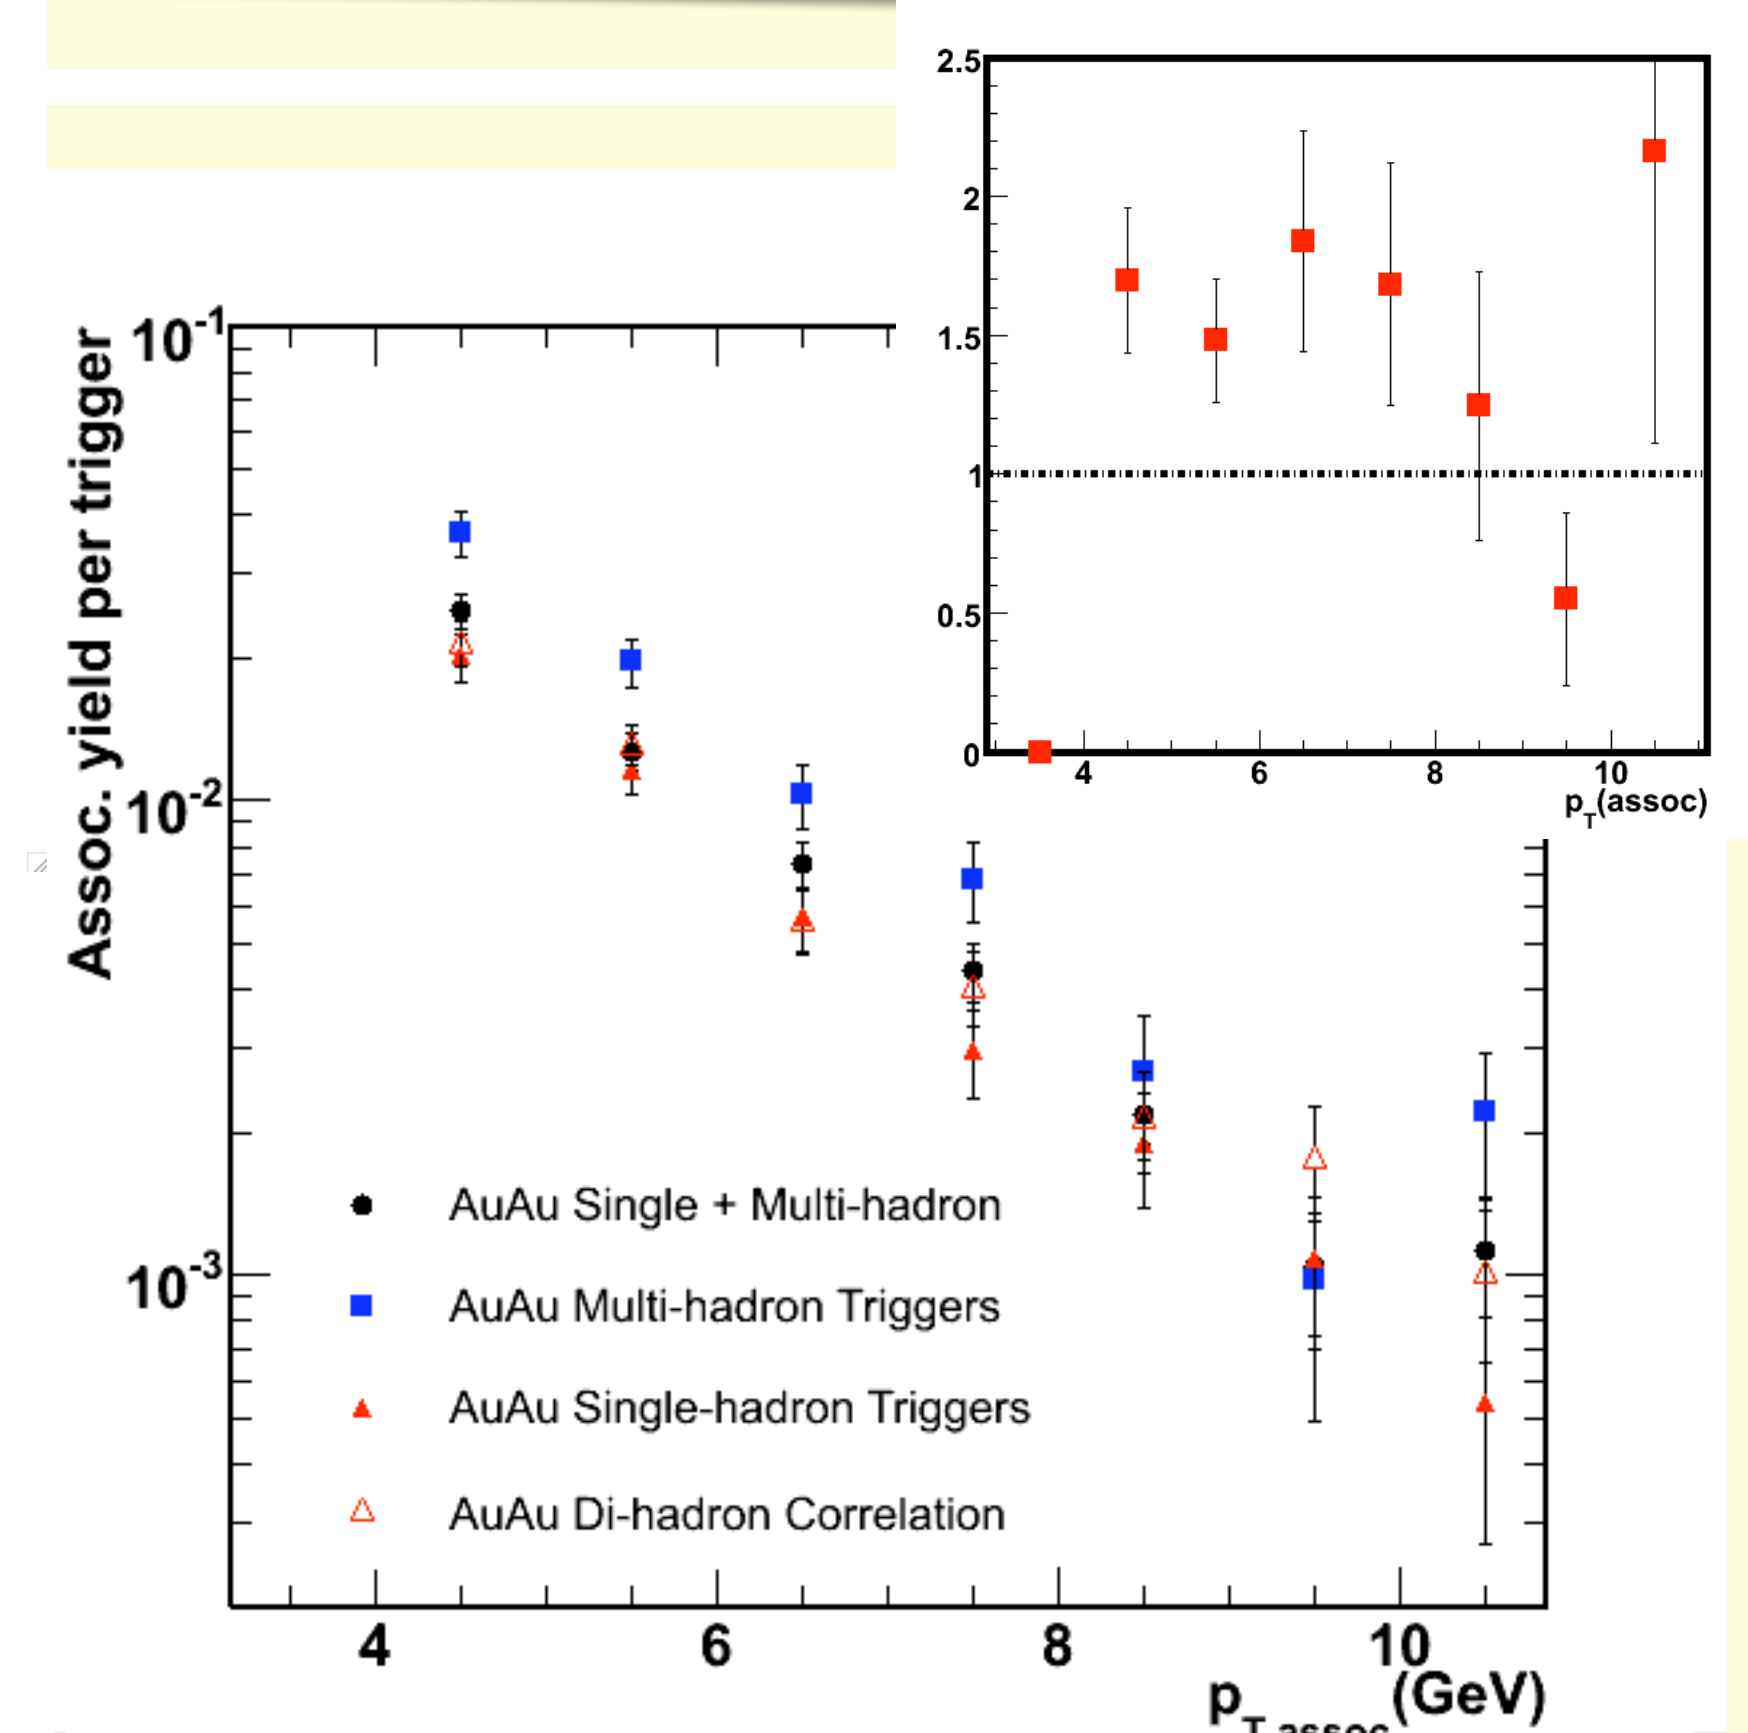 2.5
2
1.5
1
0.5
0
4 6 8 10
p_T(assoc)
Assoc. yield per trigger
10^-1
10^-2
10^-3
AuAu Single + Multi-hadron
AuAu Multi-hadron Triggers
AuAu Single-hadron Triggers
AuAu Di-hadron Correlation
4 6 8 10
p_T,assoc (GeV)